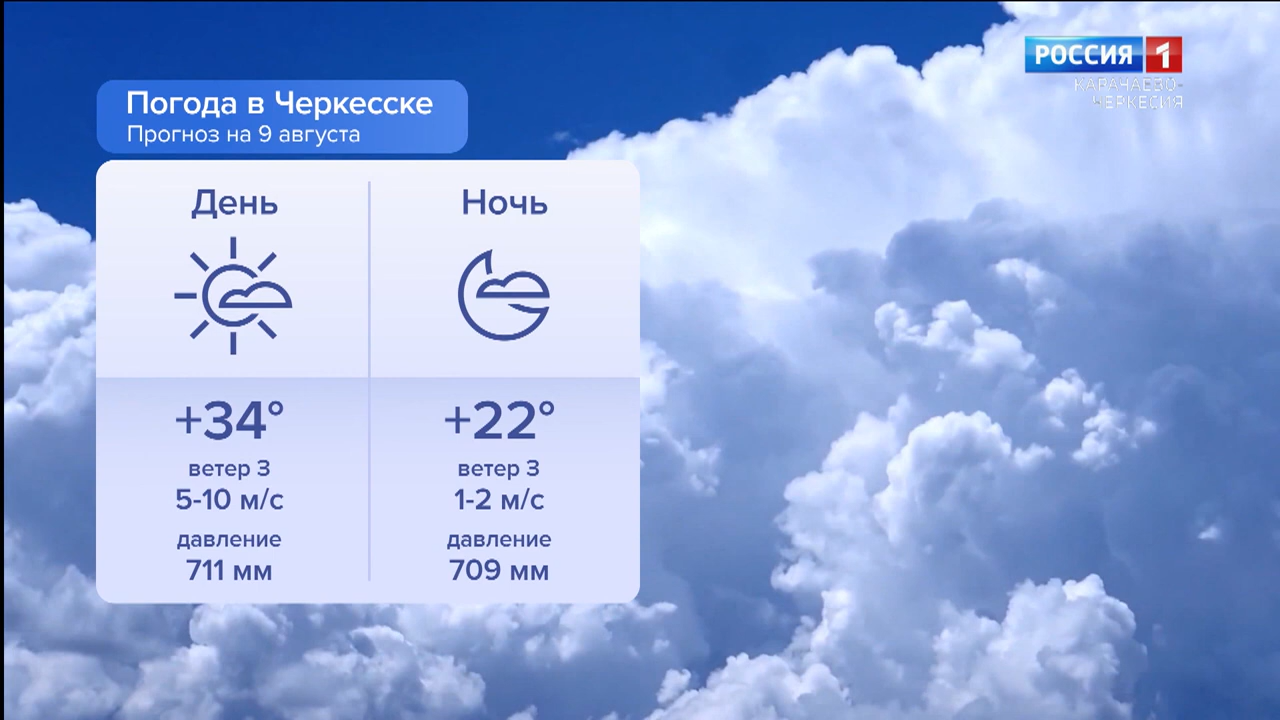 РОССИЯ 1
КАРАЧАЕВО-
ЧЕРКЕСИЯ
Погода в Черкесске
Прогноз на 9 августа
День
Ночь
+34°
+22°
ветер З
ветер З
5-10 м/с
1-2 м/с
давление
давление
711 мм
709 мм